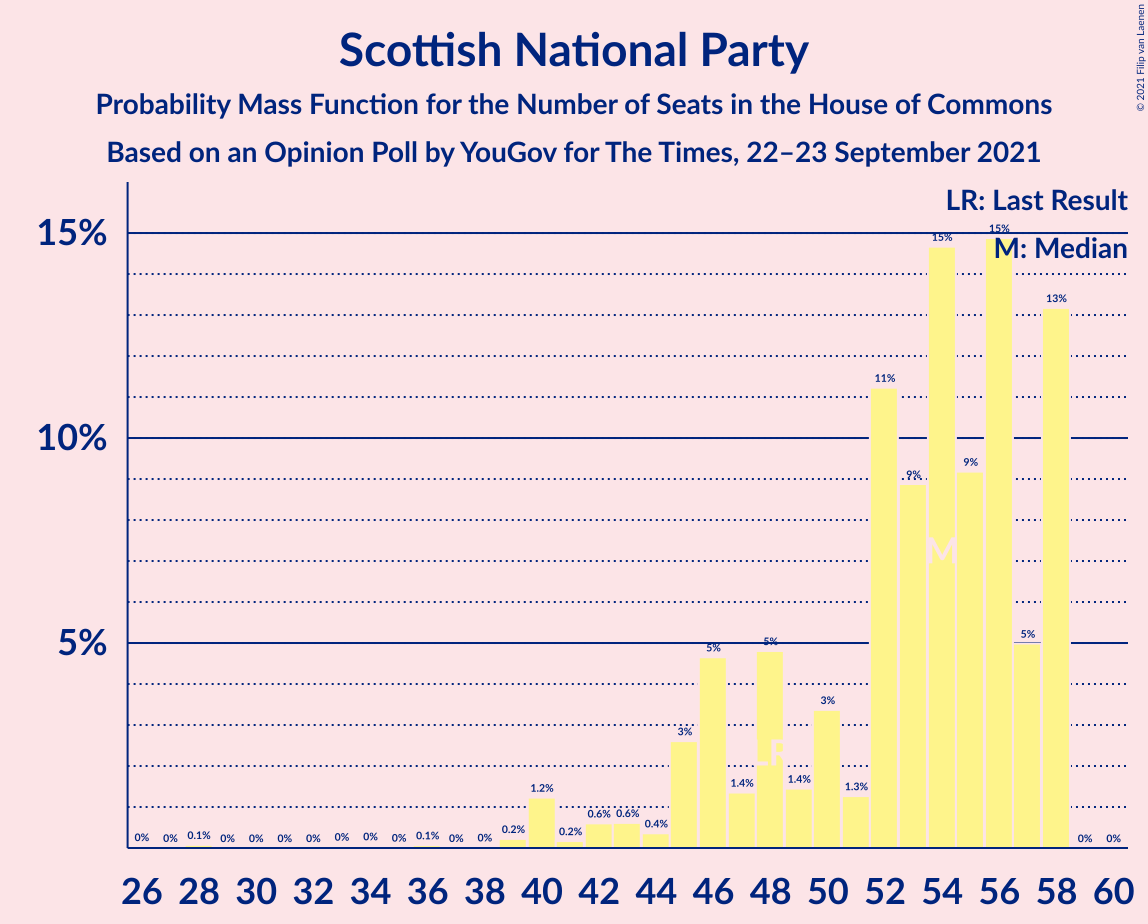 © 2021 Filip van Laenen
Scottish National Party
Probability Mass Function for the Number of Seats in the House of Commons
Based on an Opinion Poll by YouGov for The Times, 22–23 September 2021
LR: Last Result
M: Median
15%
10%
5%
0% 0% 0.1% 0% 0% 0% 0% 0% 0% 0% 0.1% 0% 0% 0.2% 1.2% 0.2% 0.6% 0.6% 0.4% 3% 5% 1.4% 5% 1.4% 3% 1.3% 11% 9% 15% 9% 15% 5% 13% 0% 0%
M
LR
26 28 30 32 34 36 38 40 42 44 46 48 50 52 54 56 58 60